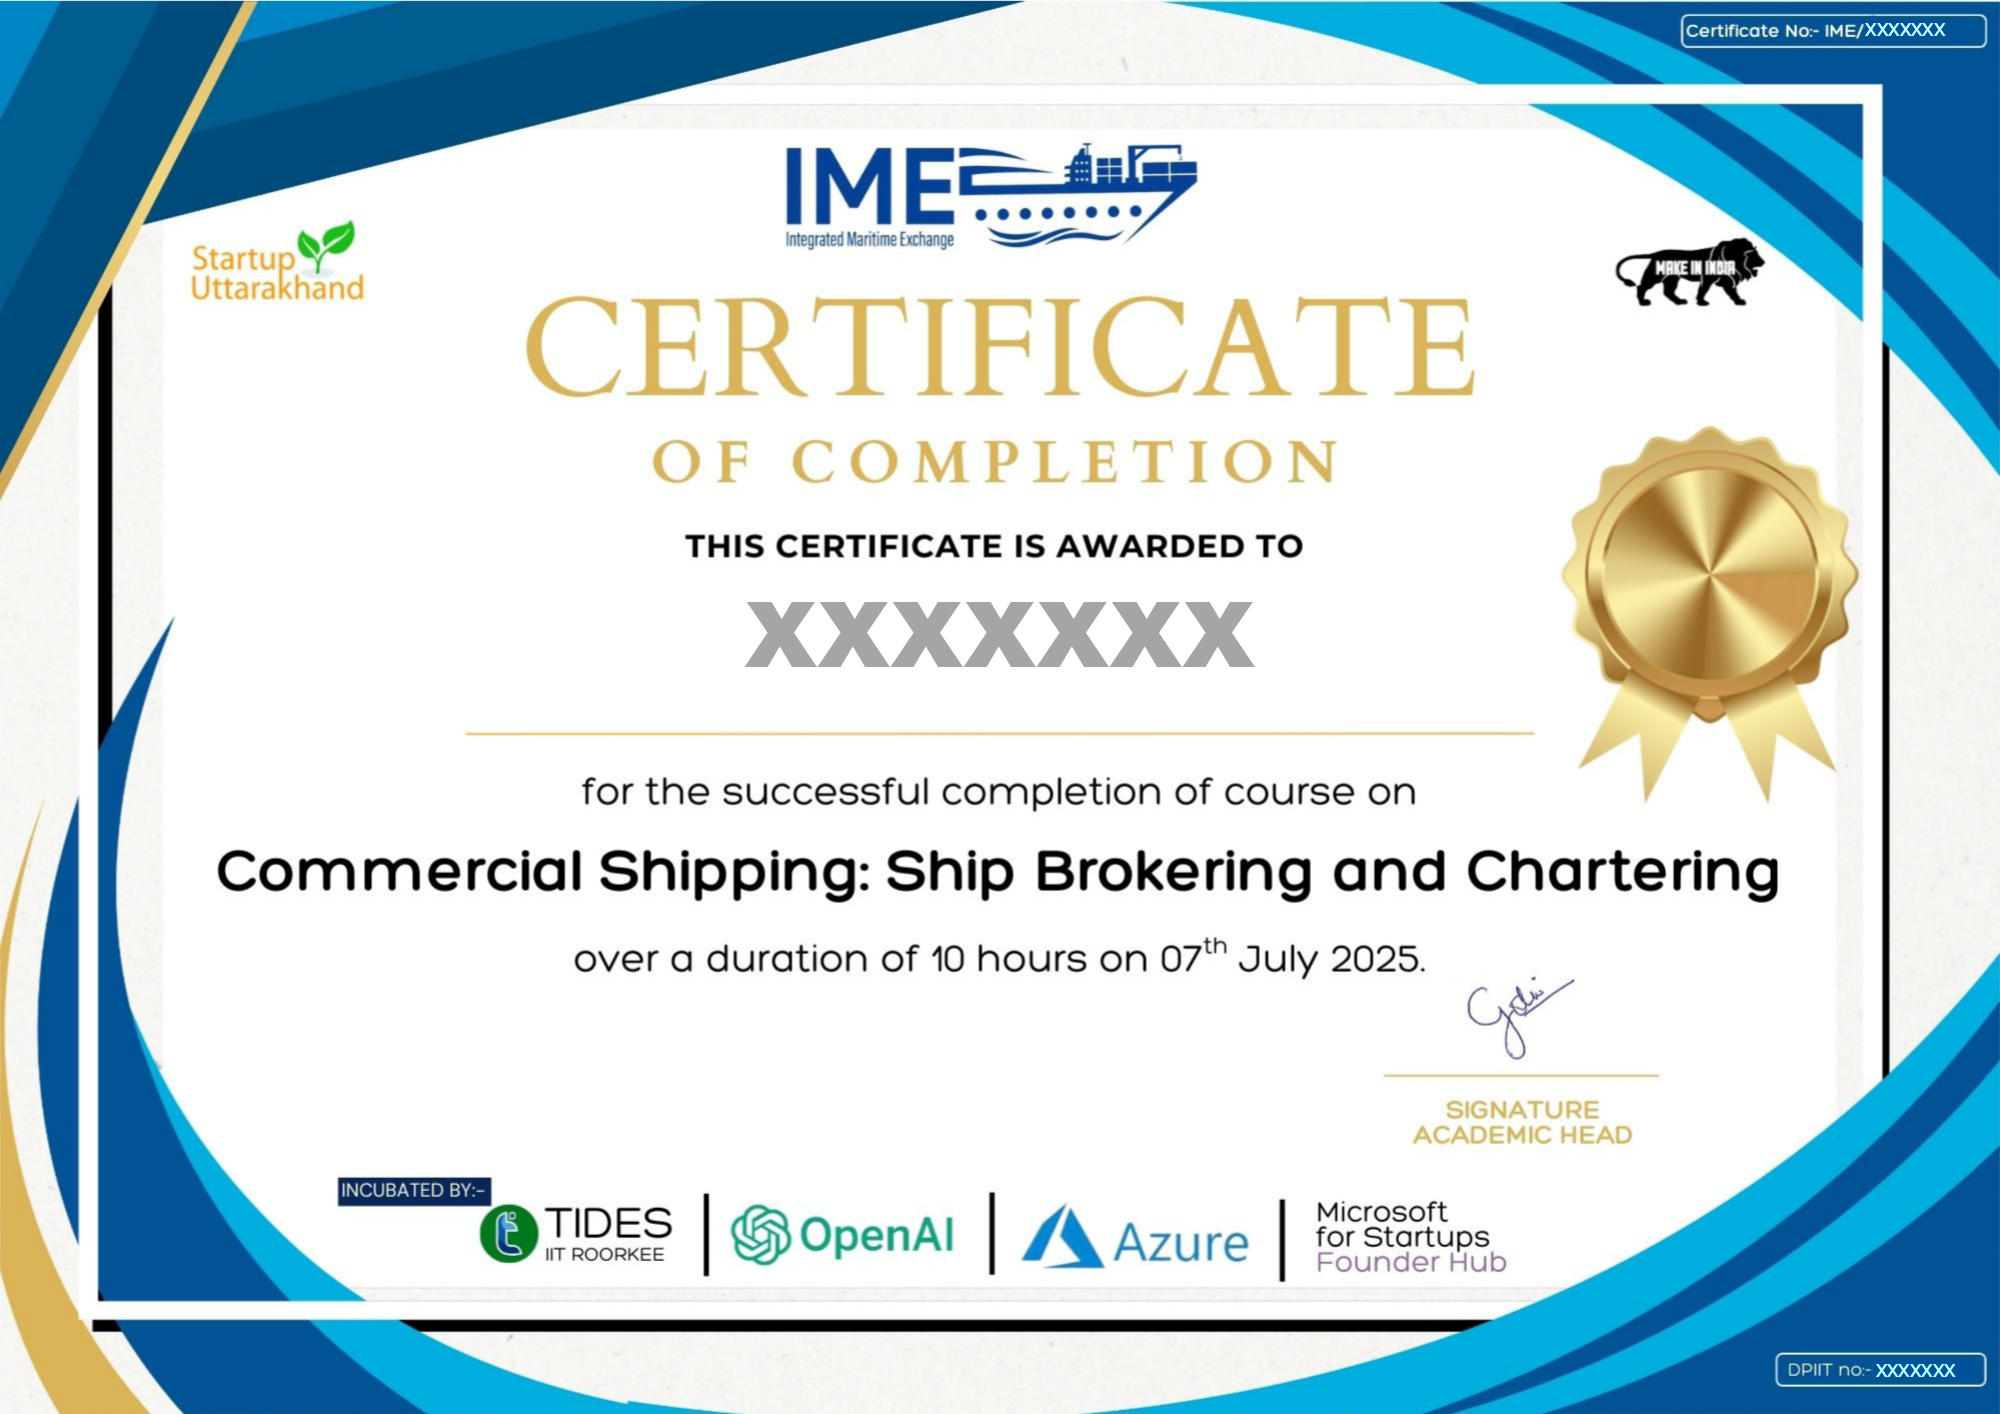 Certificate No:- IME/XXXXXXX
IME
Integrated Maritime Exchange
Startup
Uttarakhand
MAKE IN INDIA
CERTIFICATE
OF COMPLETION
THIS CERTIFICATE IS AWARDED TO
XXXXXXX
for the successful completion of course on
Commercial Shipping: Ship Brokering and Chartering
over a duration of 10 hours on 07th July 2025.
SIGNATURE
ACADEMIC HEAD
INCUBATED BY:-
TIDES
IIT ROORKEE
OpenAI
Azure
Microsoft
for Startups
Founder Hub
DPIIT no:- XXXXXXX